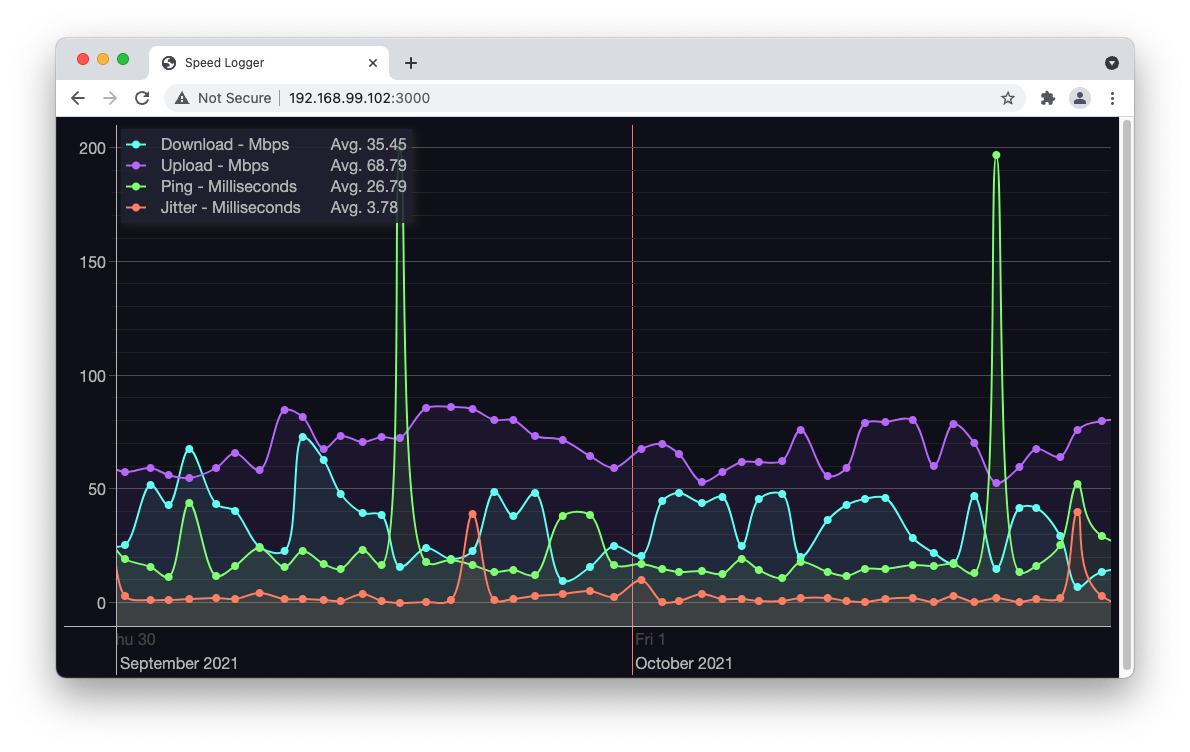 Speed Logger
Not Secure 192.168.99.102:3000
Download - Mbps Avg. 35.45
Upload - Mbps Avg. 68.79
Ping - Milliseconds Avg. 26.79
Jitter - Milliseconds Avg. 3.78
200
150
100
50
0
hu 30 Fri 1
September 2021 October 2021